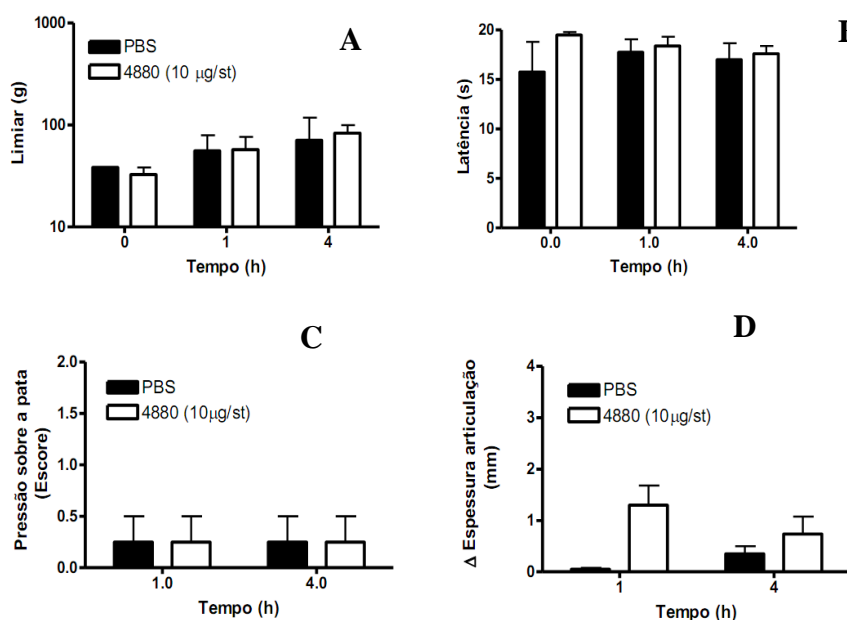 A
1000
100
10
Limiar (g)
PBS
4880 (10 µg/st)
0
1
4
Tempo (h)
20
15
10
5
0
Latência (s)
0.0
1.0
4.0
Tempo (h)
C
2.0
1.5
1.0
0.5
0.0
Pressão sobre a pata
(Escore)
PBS
4880 (10µg/st)
1.0
4.0
Tempo (h)
D
4
3
2
1
0
Δ Espessura articulação
(mm)
PBS
4880 (10µg/st)
1
4
Tempo (h)